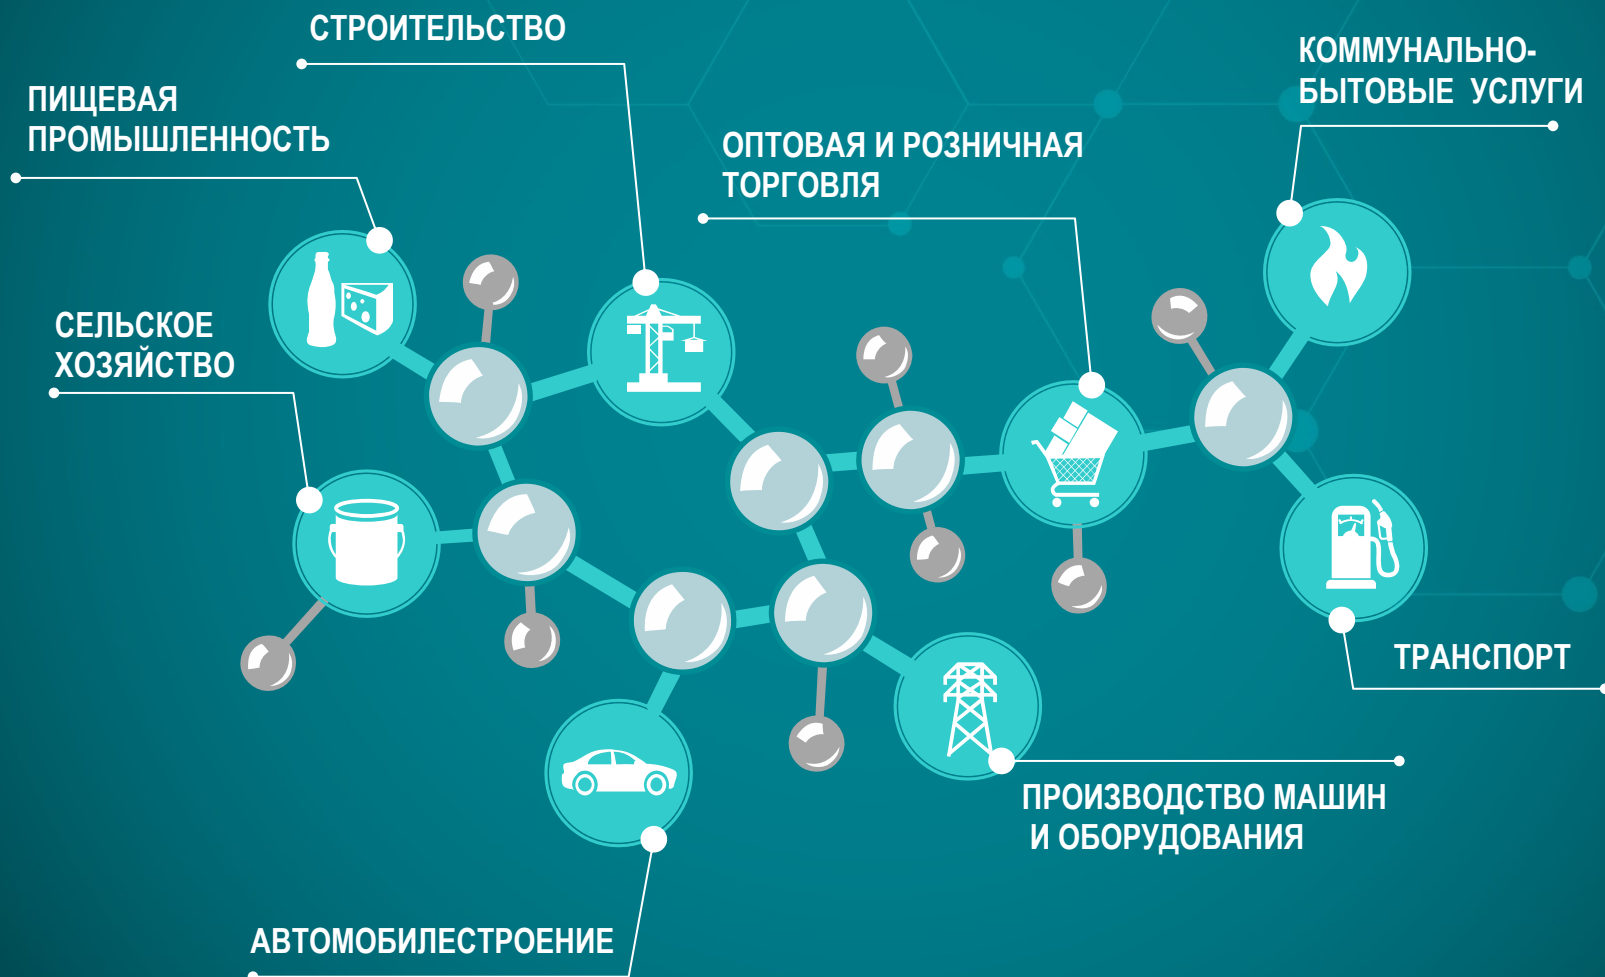 СТРОИТЕЛЬСТВО
КОММУНАЛЬНО-
БЫТОВЫЕ УСЛУГИ
ПИЩЕВАЯ
ПРОМЫШЛЕННОСТЬ
ОПТОВАЯ И РОЗНИЧНАЯ
ТОРГОВЛЯ
СЕЛЬСКОЕ
ХОЗЯЙСТВО
ТРАНСПОРТ
ПРОИЗВОДСТВО МАШИН
И ОБОРУДОВАНИЯ
АВТОМОБИЛЕСТРОЕНИЕ